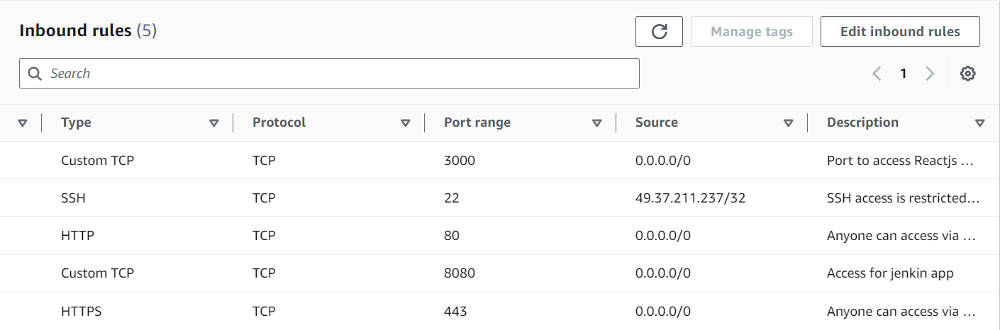 Inbound rules (5)
Manage tags
Edit inbound rules
Search
1
Type Protocol Port range Source Description
Custom TCP TCP 3000 0.0.0.0/0 Port to access Reactjs ...
SSH TCP 22 49.37.211.237/32 SSH access is restricted...
HTTP TCP 80 0.0.0.0/0 Anyone can access via ...
Custom TCP TCP 8080 0.0.0.0/0 Access for jenkin app
HTTPS TCP 443 0.0.0.0/0 Anyone can access via ...